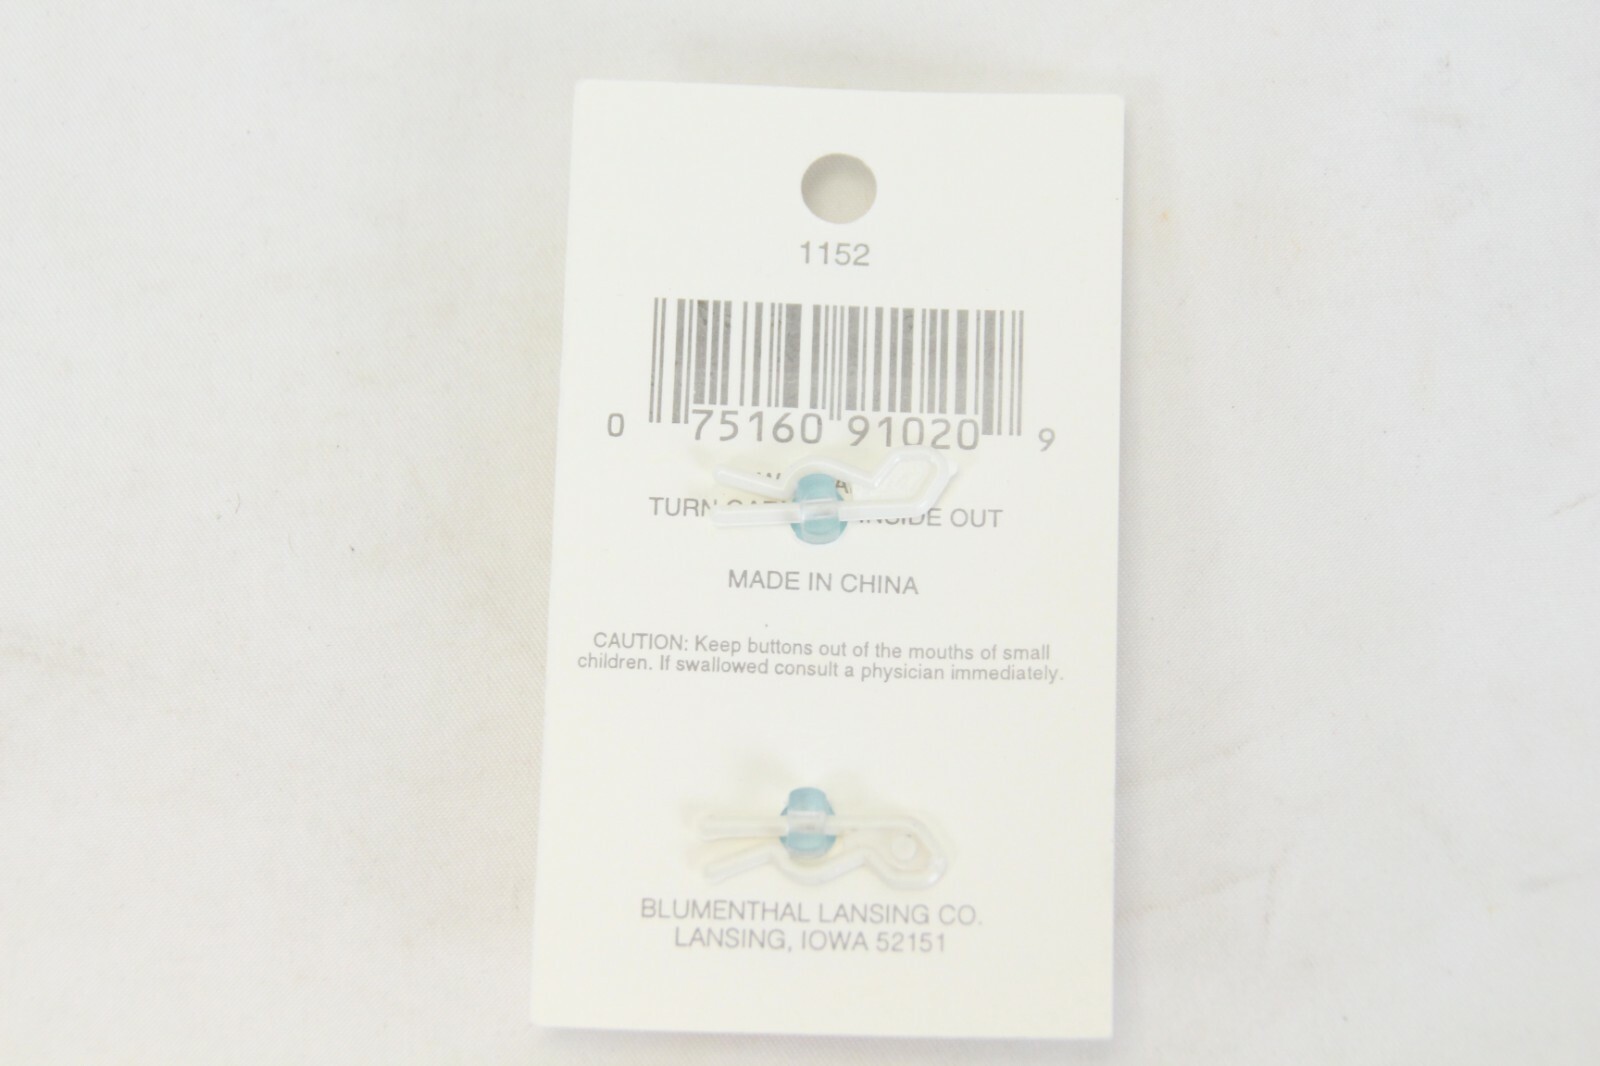 1152
0 75160 91020 9
TURN INSIDE OUT
MADE IN CHINA
CAUTION: Keep buttons out of the mouths of small
children. If swallowed consult a physician immediately.
BLUMENTHAL LANSING CO.
LANSING, IOWA 52151